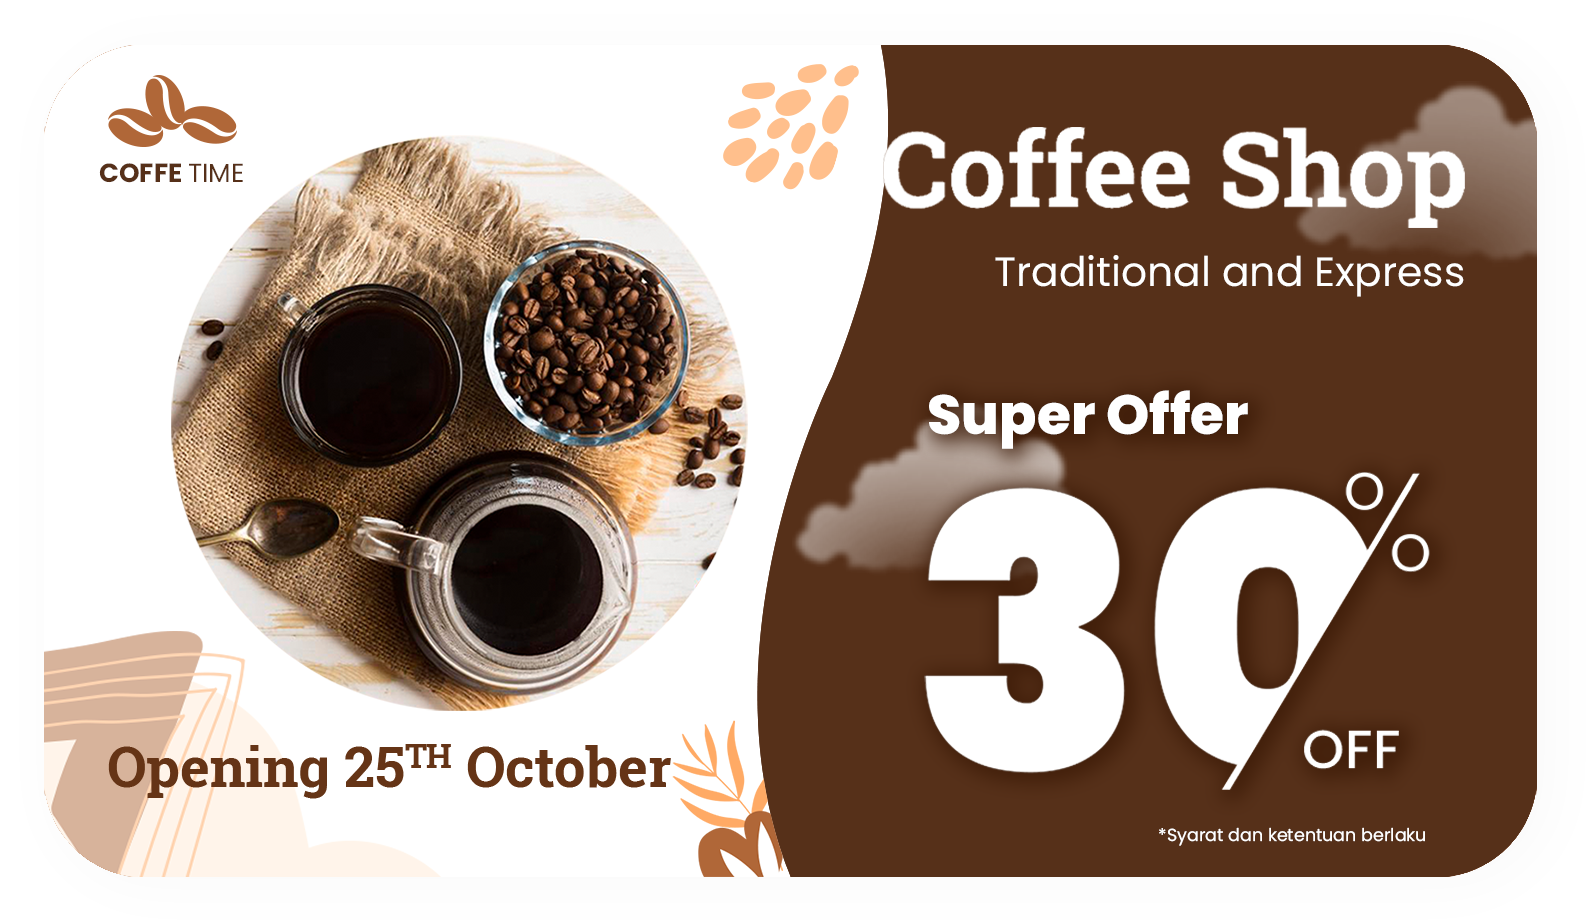 COFFE TIME
Coffee Shop
Traditional and Express
Super Offer
30%
OFF
Opening 25TH October
*Syarat dan ketentuan berlaku